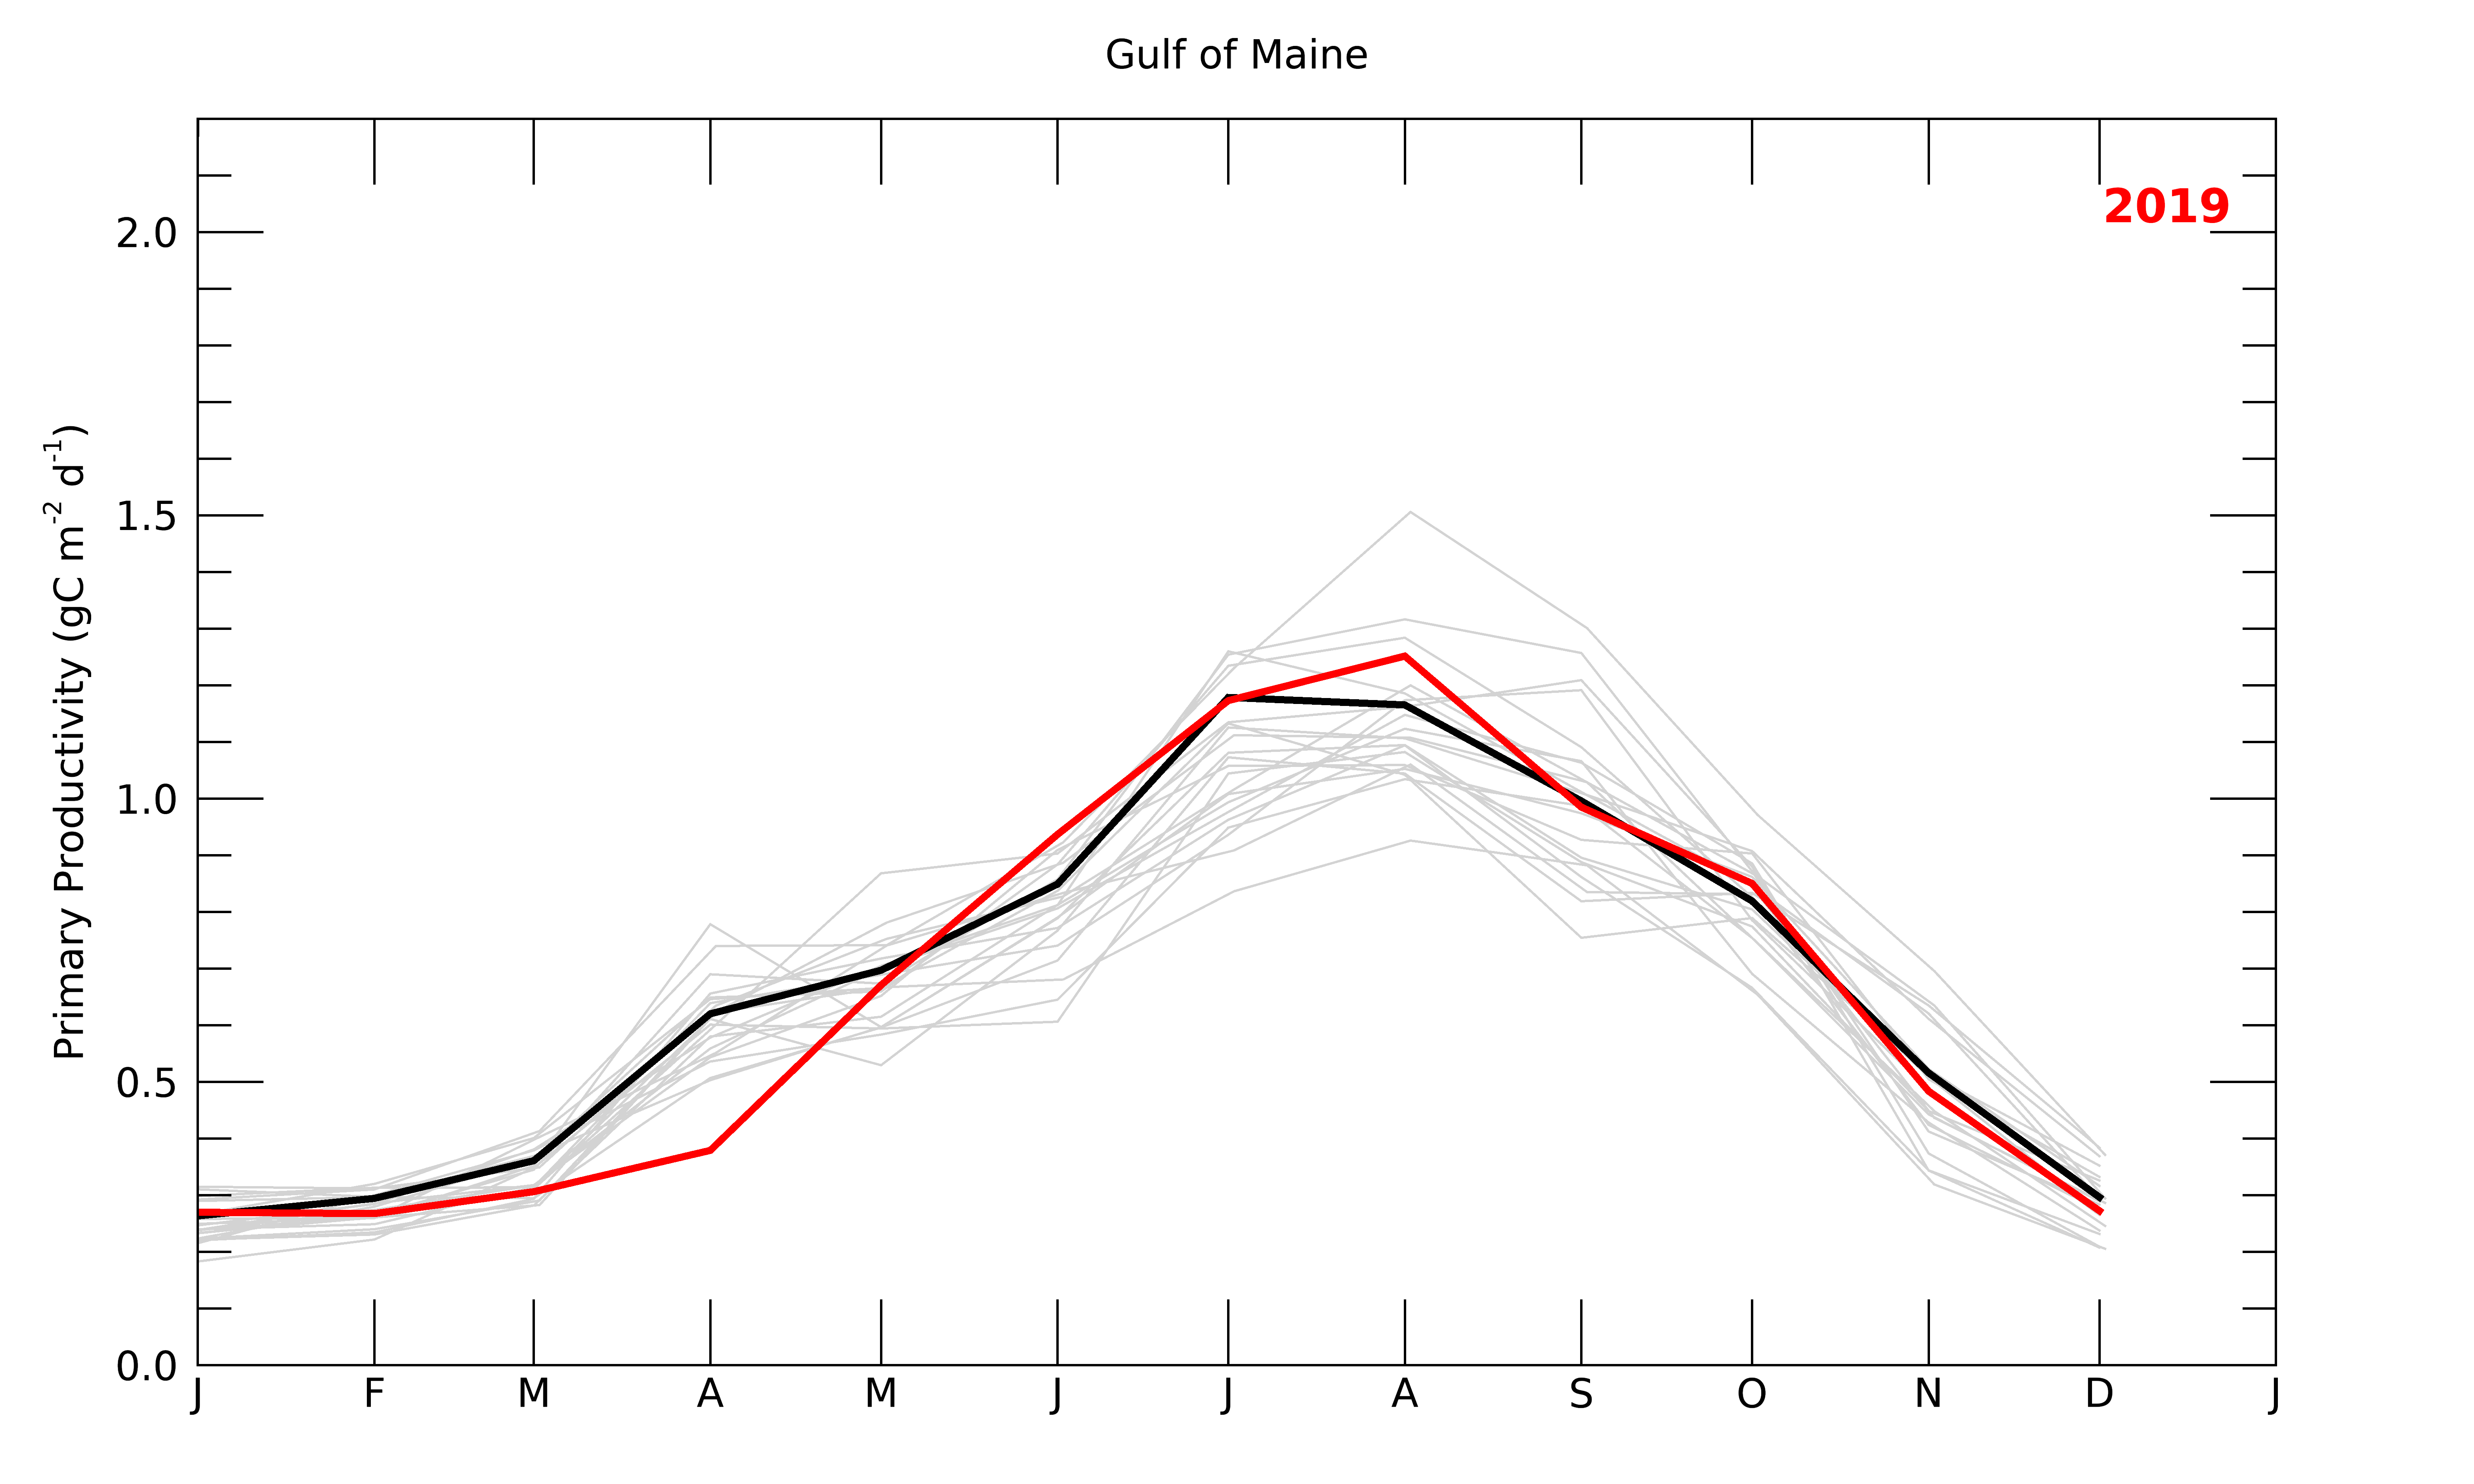 Gulf of Maine
2019
Primary Productivity (gC m⁻² d⁻¹)
2.0
1.5
1.0
0.5
0.0
J F M A M J J A S O N D J